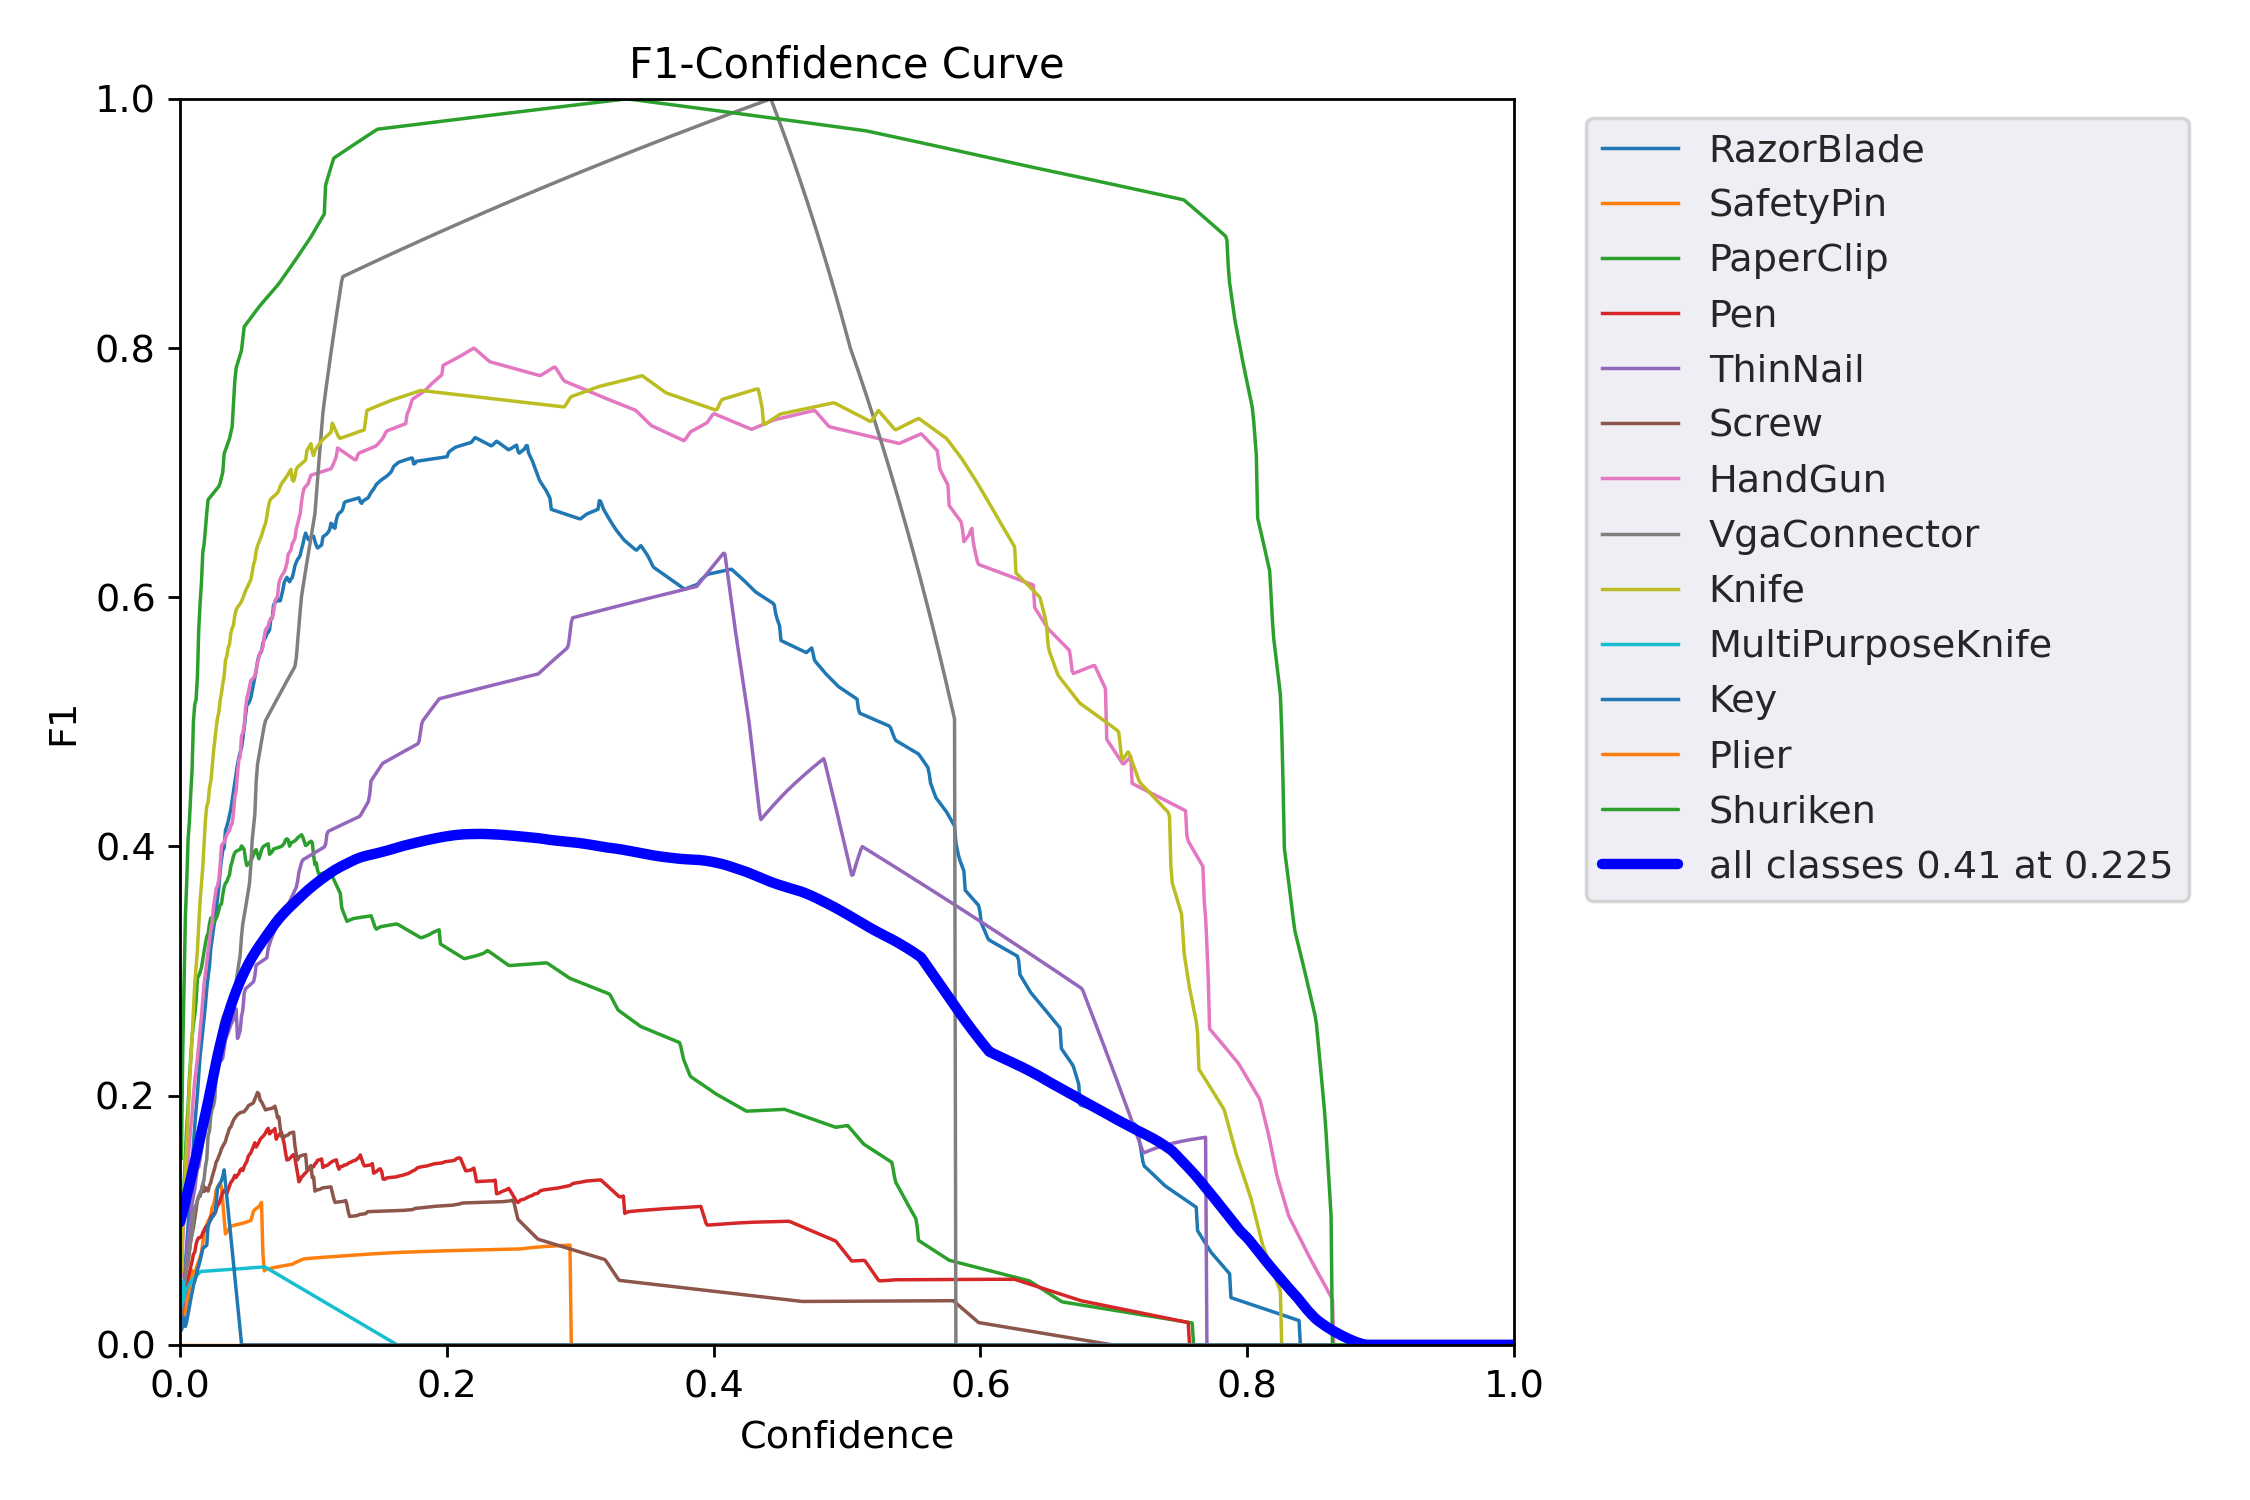 F1-Confidence Curve
1.0
0.8
0.6
0.4
0.2
0.0
F1
0.0 0.2 0.4 0.6 0.8 1.0
Confidence
RazorBlade
SafetyPin
PaperClip
Pen
ThinNail
Screw
HandGun
VgaConnector
Knife
MultiPurposeKnife
Key
Plier
Shuriken
all classes 0.41 at 0.225